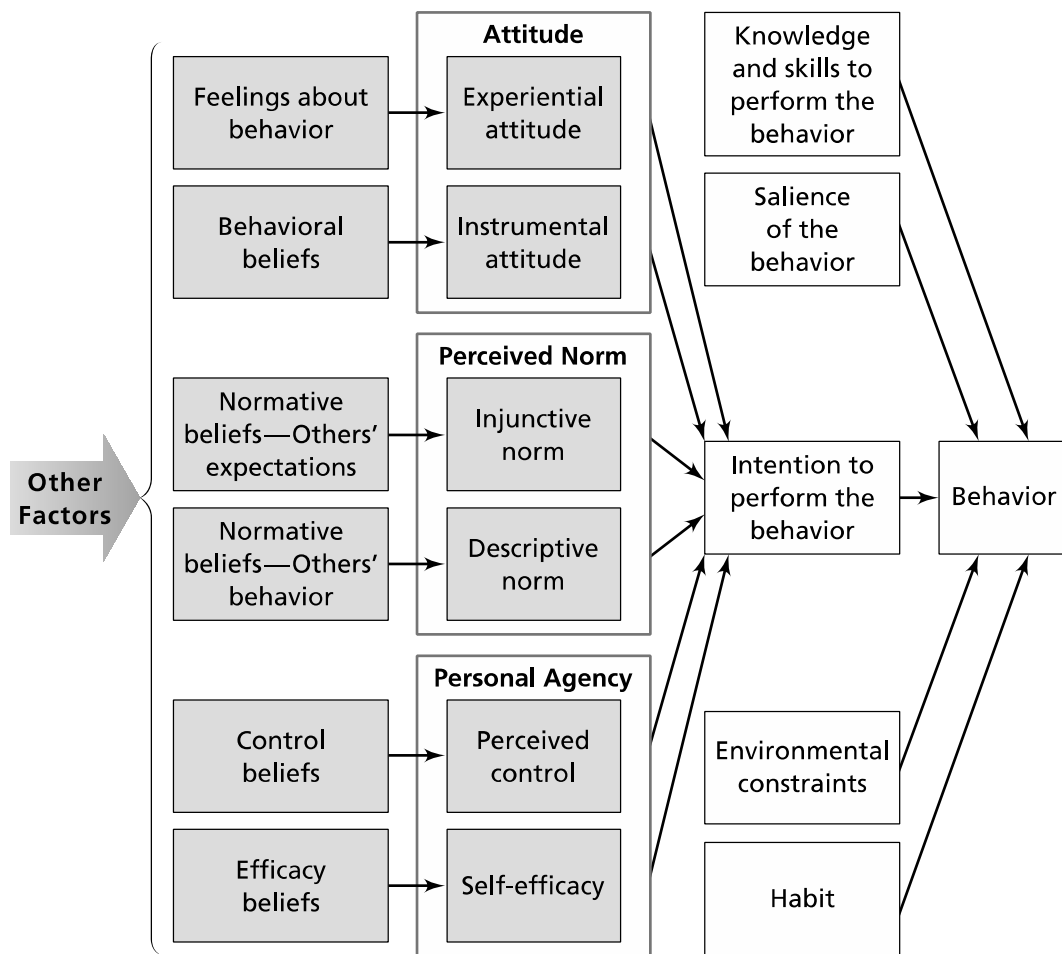 Other
Factors
Feelings about
behavior
Behavioral
beliefs
Normative
beliefs—Others’
expectations
Normative
beliefs—Others’
behavior
Control
beliefs
Efficacy
beliefs
Attitude
Experiential
attitude
Instrumental
attitude
Perceived Norm
Injunctive
norm
Descriptive
norm
Personal Agency
Perceived
control
Self-efficacy
Knowledge
and skills to
perform the
behavior
Salience
of the
behavior
Intention to
perform the
behavior
Environmental
constraints
Habit
Behavior